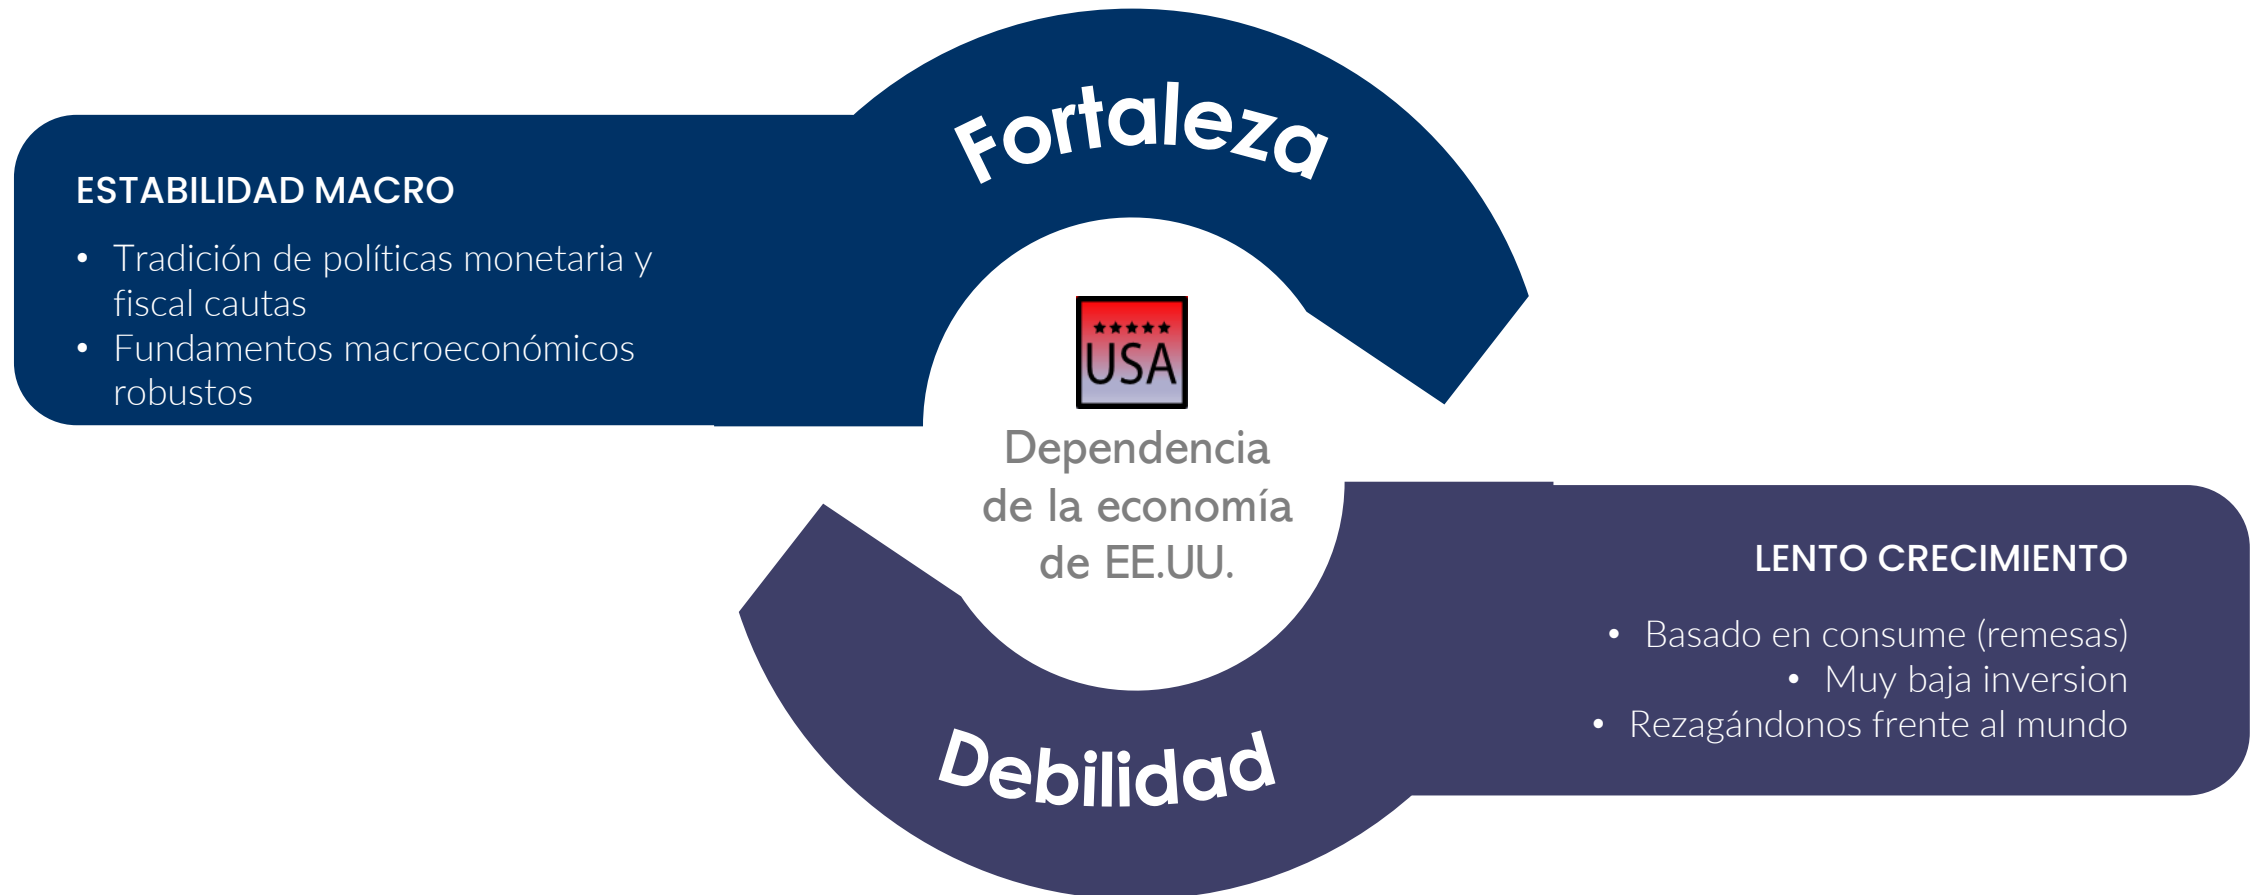 Fortaleza
ESTABILIDAD MACRO
• Tradición de políticas monetaria y
fiscal cautas
• Fundamentos macroeconómicos
robustos
★★★★★
USA
Dependencia
de la economía
de EE.UU.
LENTO CRECIMIENTO
• Basado en consume (remesas)
• Muy baja inversion
• Rezagándonos frente al mundo
Debilidad